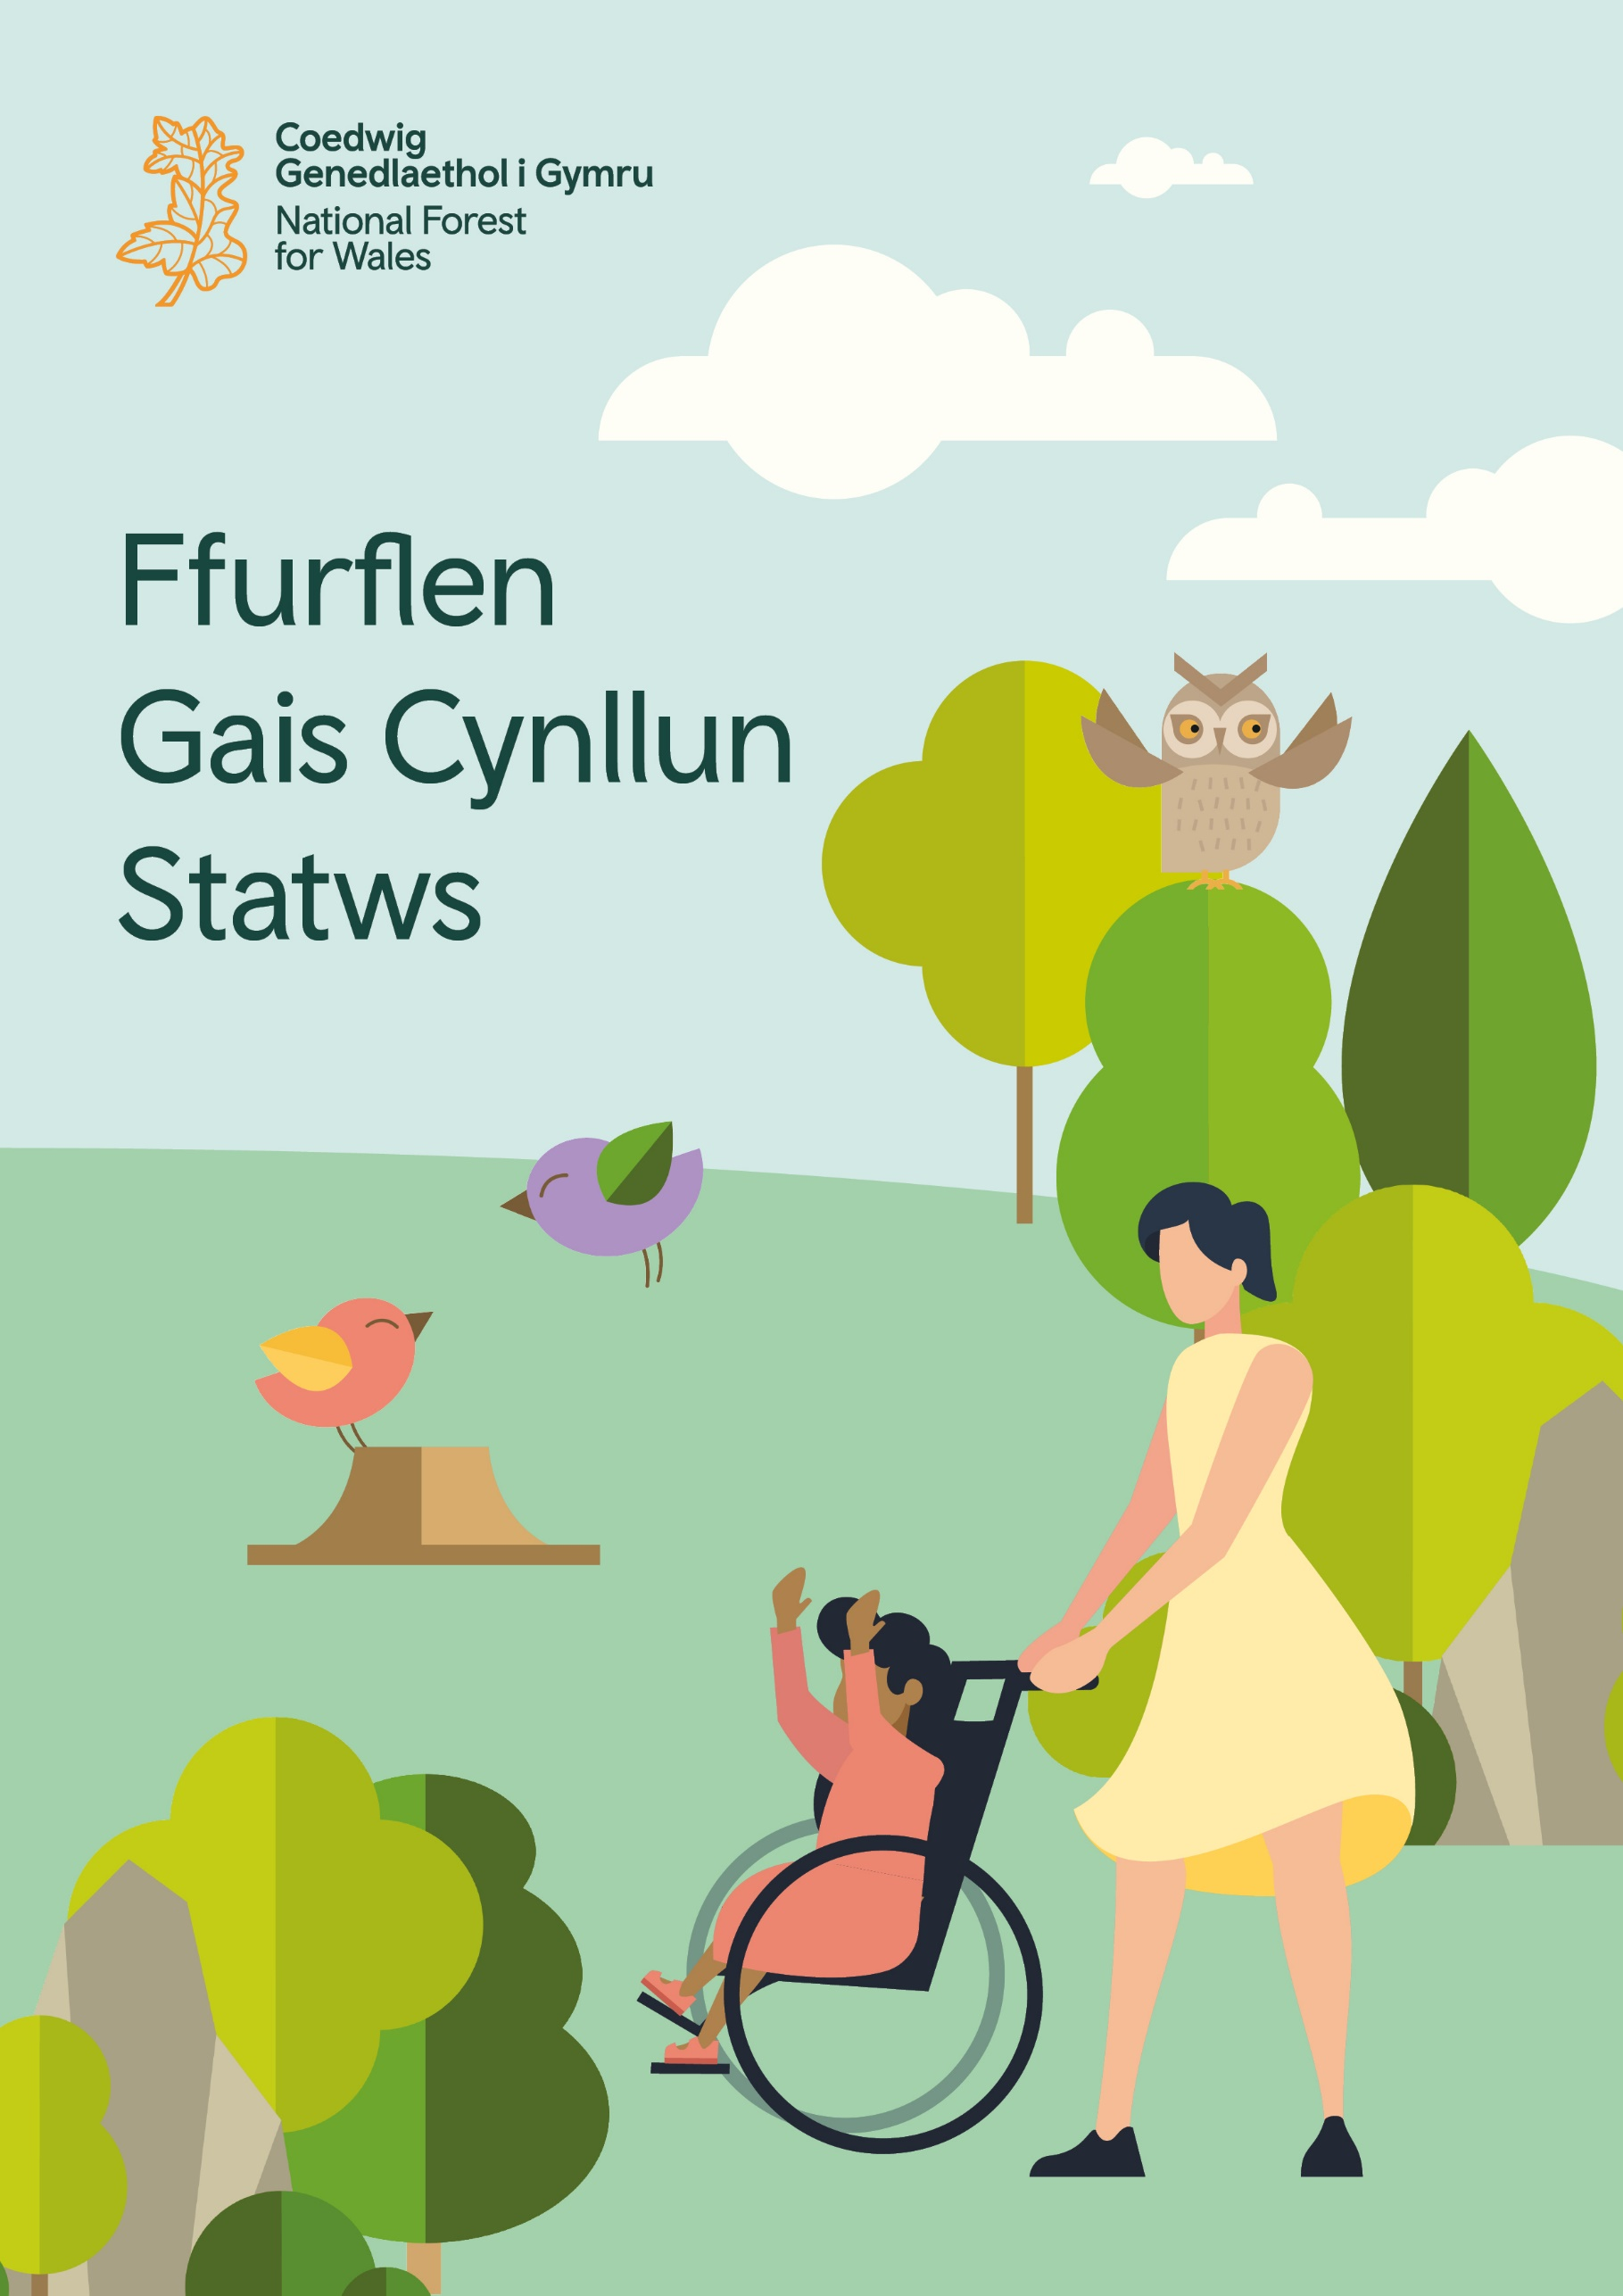 Coedwig
Genedlaethol i Gymru
National Forest
for Wales
Ffurflen
Gais Cynllun
Statws